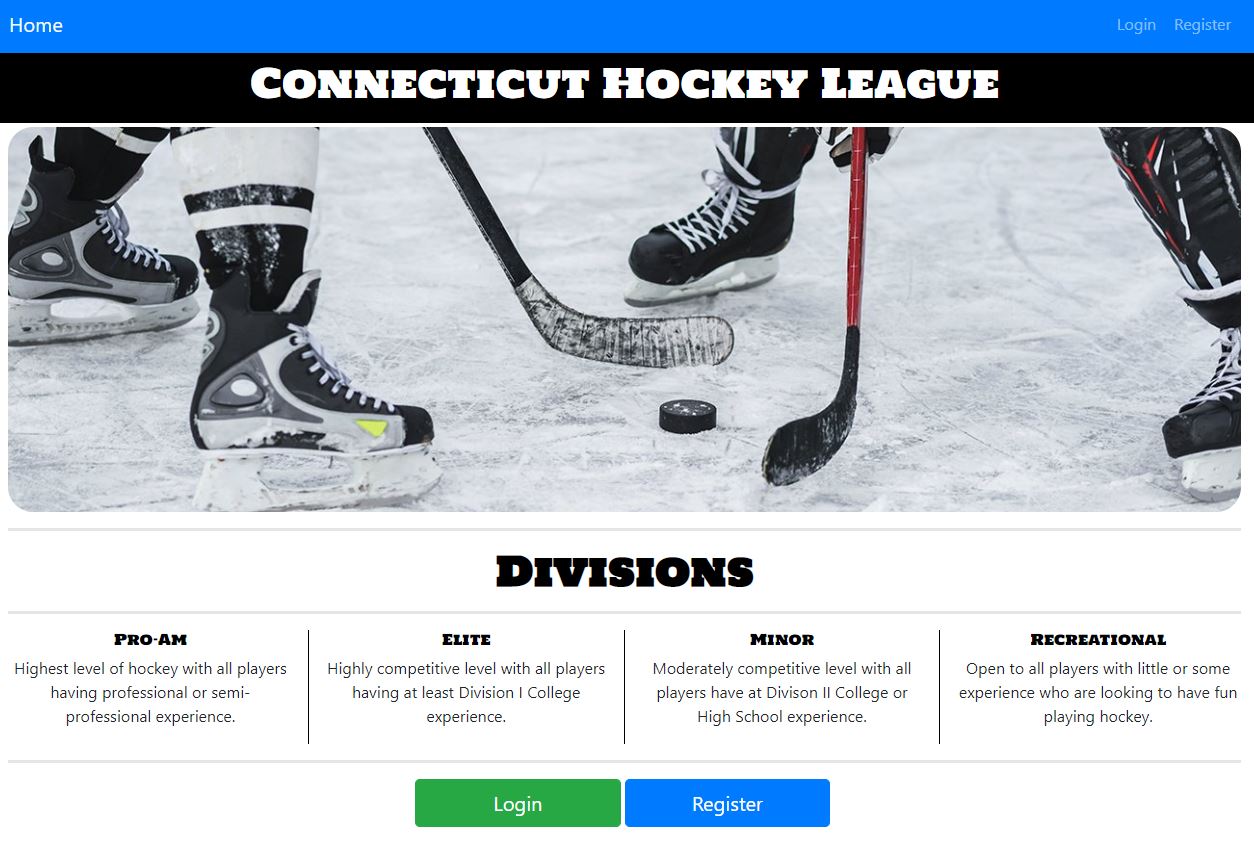 Home
Login Register
Connecticut Hockey League
Divisions
Pro-Am
Highest level of hockey with all players
having professional or semi-
professional experience.
Elite
Highly competitive level with all players
having at least Division I College
experience.
Minor
Moderately competitive level with all
players have at Divison II College or
High School experience.
Recreational
Open to all players with little or some
experience who are looking to have fun
playing hockey.
Login
Register